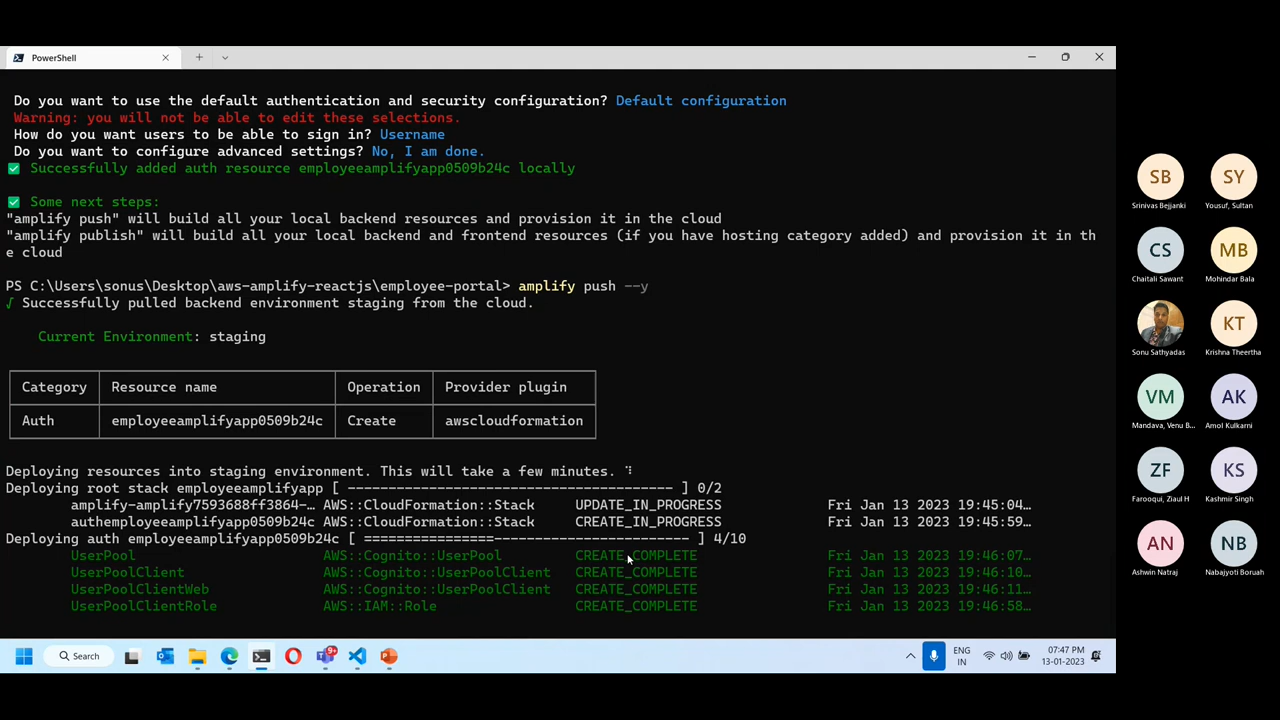 PowerShell
Do you want to use the default authentication and security configuration? Default configuration
Warning: you will not be able to edit these selections.
How do you want users to be able to sign in? Username
Do you want to configure advanced settings? No, I am done.
Successfully added auth resource employeeamplifyapp0509b24c locally
Some next steps:
"amplify push" will build all your local backend resources and provision it in the cloud
"amplify publish" will build all your local backend and frontend resources (if you have hosting category added) and provision it in th
e cloud
PS C:\Users\sonus\Desktop\aws-amplify-reactjs\employee-portal> amplify push --y
√ Successfully pulled backend environment staging from the cloud.
Current Environment: staging
Category Resource name Operation Provider plugin
Auth employeeamplifyapp0509b24c Create awscloudformation
Deploying resources into staging environment. This will take a few minutes.
Deploying root stack employeeamplifyapp [ ---------------------------------------- ] 0/2
amplify-amplify7593688ff3864-… AWS::CloudFormation::Stack UPDATE_IN_PROGRESS Fri Jan 13 2023 19:45:04…
authemployeeamplifyapp0509b24c AWS::CloudFormation::Stack CREATE_IN_PROGRESS Fri Jan 13 2023 19:45:59…
Deploying auth employeeamplifyapp0509b24c [ ================------------------------ ] 4/10
UserPool AWS::Cognito::UserPool CREATE_COMPLETE Fri Jan 13 2023 19:46:07…
UserPoolClient AWS::Cognito::UserPoolClient CREATE_COMPLETE Fri Jan 13 2023 19:46:10…
UserPoolClientWeb AWS::Cognito::UserPoolClient CREATE_COMPLETE Fri Jan 13 2023 19:46:11…
UserPoolClientRole AWS::IAM::Role CREATE_COMPLETE Fri Jan 13 2023 19:46:58…
Search
9+
ENG
IN
07:47 PM
13-01-2023
SB
SY
Srinivas Bejjanki
Yousuf, Sultan
CS
MB
Chaitali Sawant
Mohindar Bala
KT
Sonu Sathyadas
Krishna Theertha
VM
AK
Mandava, Venu B...
Amol Kulkarni
ZF
KS
Farooqui, Ziaul H
Kashmir Singh
AN
NB
Ashwin Natraj
Nabajyoti Boruah